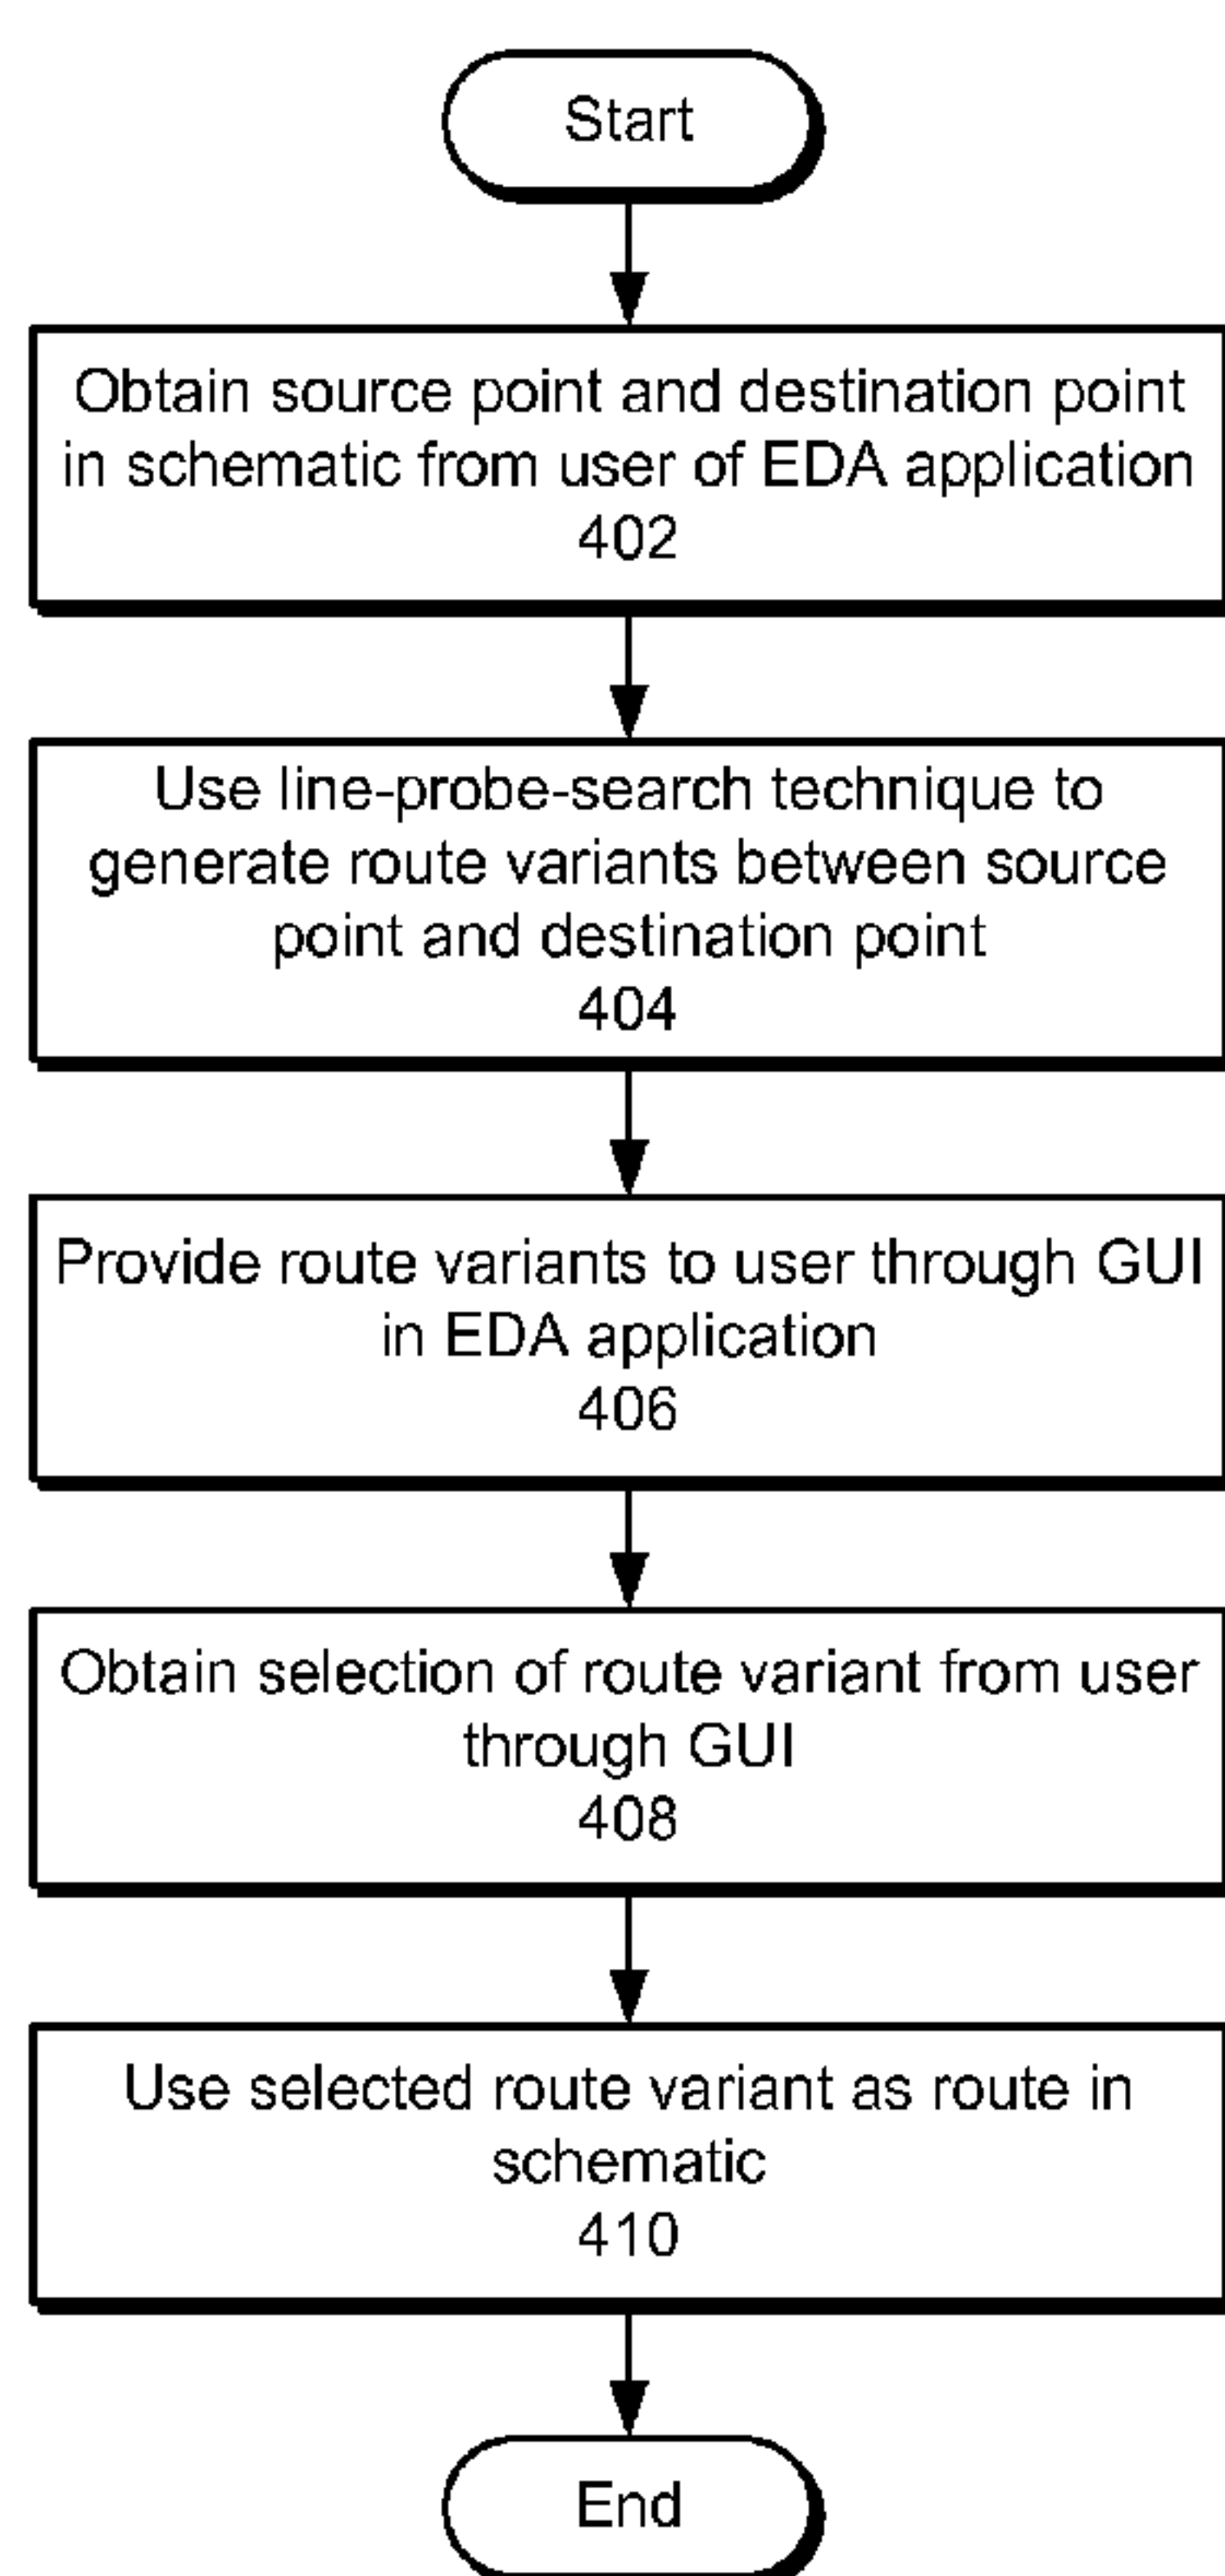 Start
Obtain source point and destination point
in schematic from user of EDA application
402
Use line-probe-search technique to
generate route variants between source
point and destination point
404
Provide route variants to user through GUI
in EDA application
406
Obtain selection of route variant from user
through GUI
408
Use selected route variant as route in
schematic
410
End